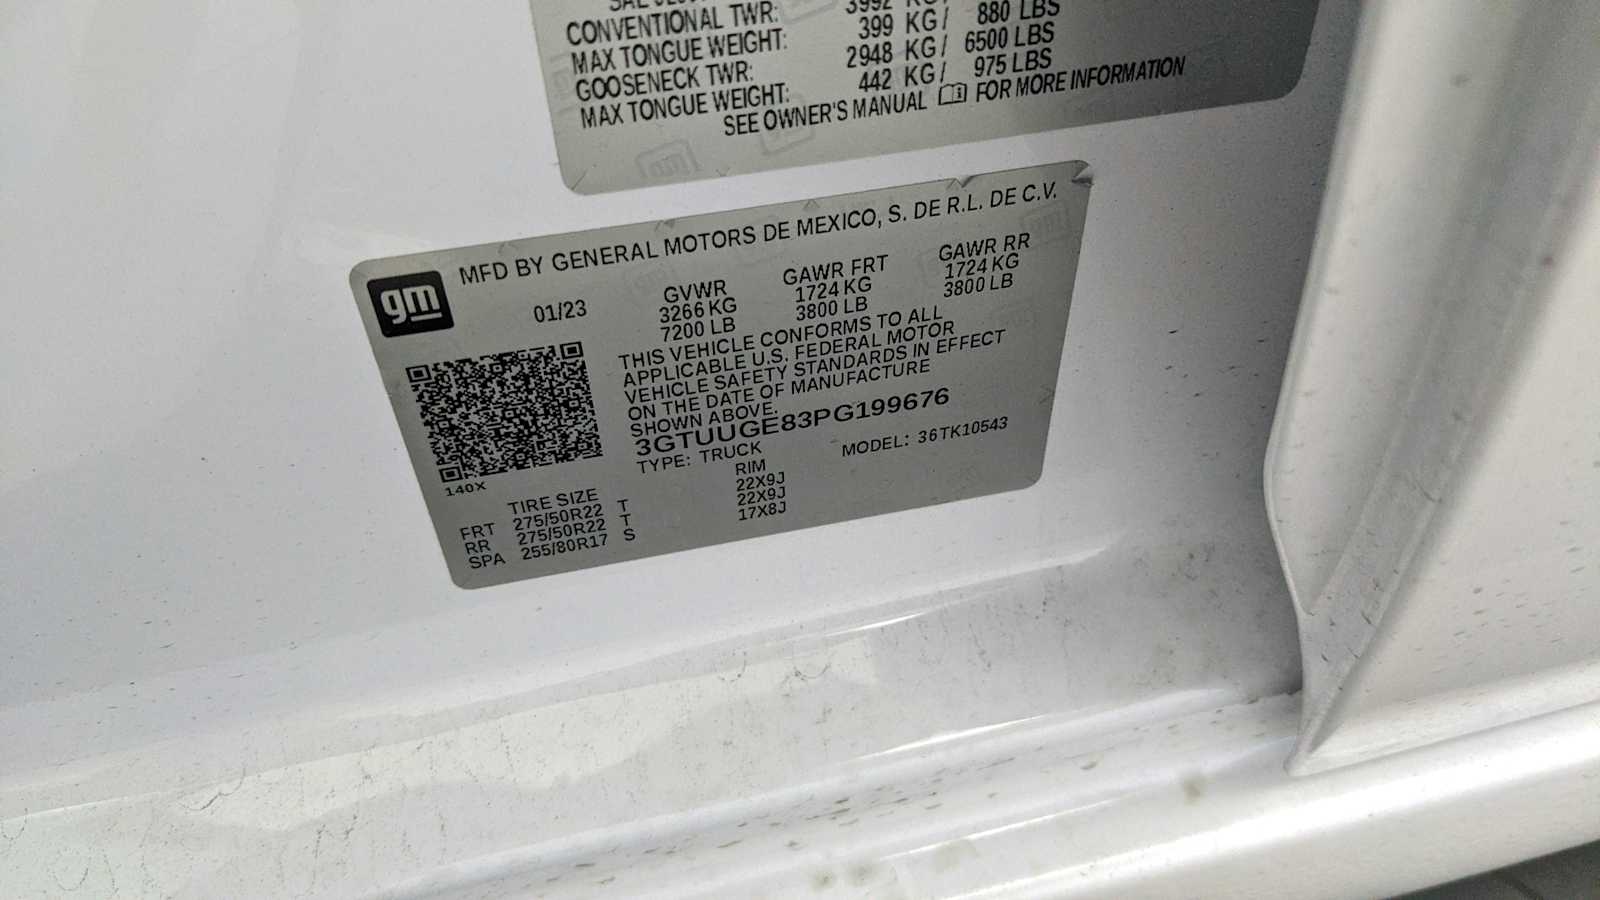 CONVENTIONAL TWR: 3992 KG/
MAX TONGUE WEIGHT: 399 KG/ 880 LBS
GOOSENECK TWR: 2948 KG/ 6500 LBS
MAX TONGUE WEIGHT: 442 KG/ 975 LBS
SEE OWNER'S MANUAL FOR MORE INFORMATION
gm
MFD BY GENERAL MOTORS DE MEXICO, S. DE R.L. DE C.V.
01/23 GVWR GAWR FRT GAWR RR
3266 KG 1724 KG 1724 KG
7200 LB 3800 LB 3800 LB
THIS VEHICLE CONFORMS TO ALL
APPLICABLE U.S. FEDERAL MOTOR
VEHICLE SAFETY STANDARDS IN EFFECT
ON THE DATE OF MANUFACTURE
SHOWN ABOVE.
3GTUUGE83PG199676
TYPE: TRUCK MODEL: 36TK10543
140X
TIRE SIZE RIM
FRT 275/50R22 T 22X9J
RR 275/50R22 T 22X9J
SPA 255/80R17 S 17X8J